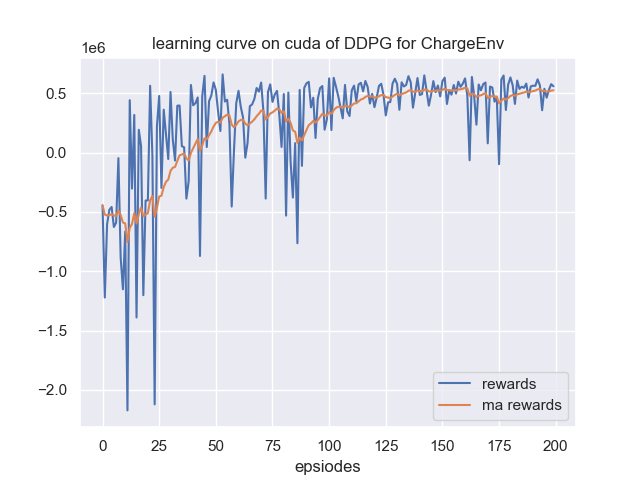 learning curve on cuda of DDPG for ChargeEnv
1e6
0.5
0.0
−0.5
−1.0
−1.5
−2.0
rewards
ma rewards
0 25 50 75 100 125 150 175 200
epsiodes